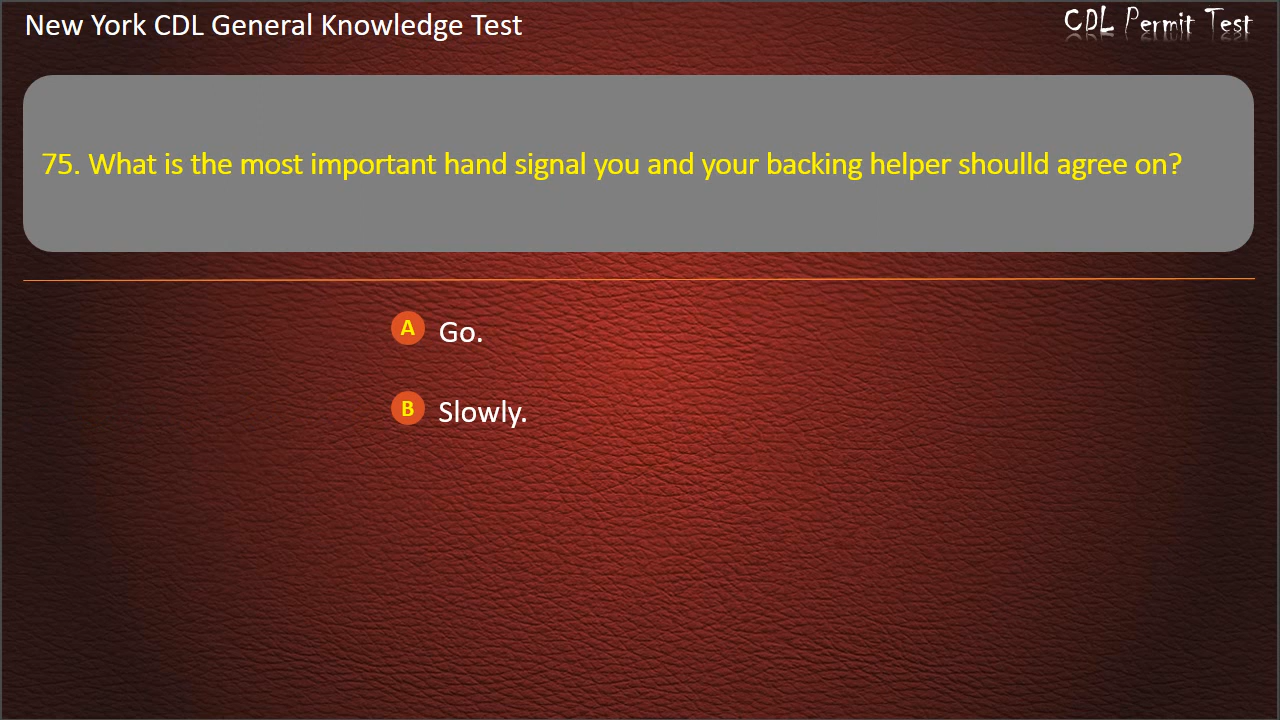 New York CDL General Knowledge Test
CDL Permit Test
75. What is the most important hand signal you and your backing helper shoulld agree on?
A Go.
B Slowly.